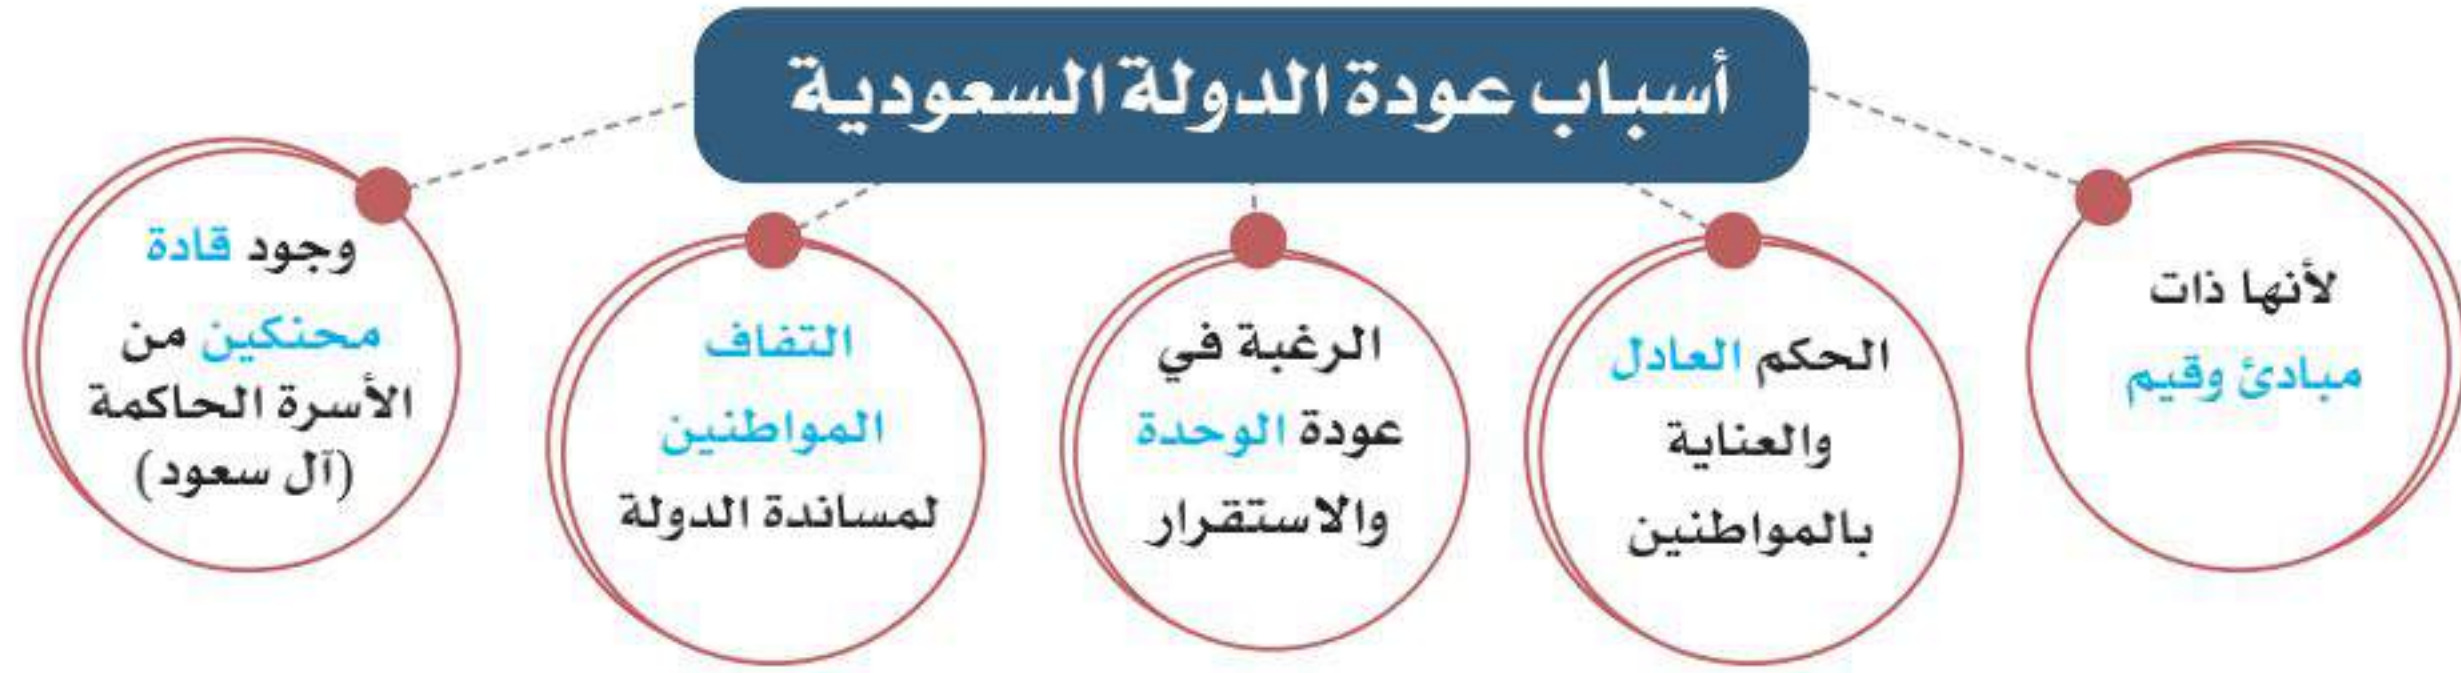 أسباب عودة الدولة السعودية
لأنها ذات
مبادئ وقيم
الحكم العادل
والعناية
بالمواطنين
الرغبة في
عودة الوحدة
والاستقرار
التفاف
المواطنين
لمساندة الدولة
وجود قادة
محنكين من
الأسرة الحاكمة
(آل سعود)